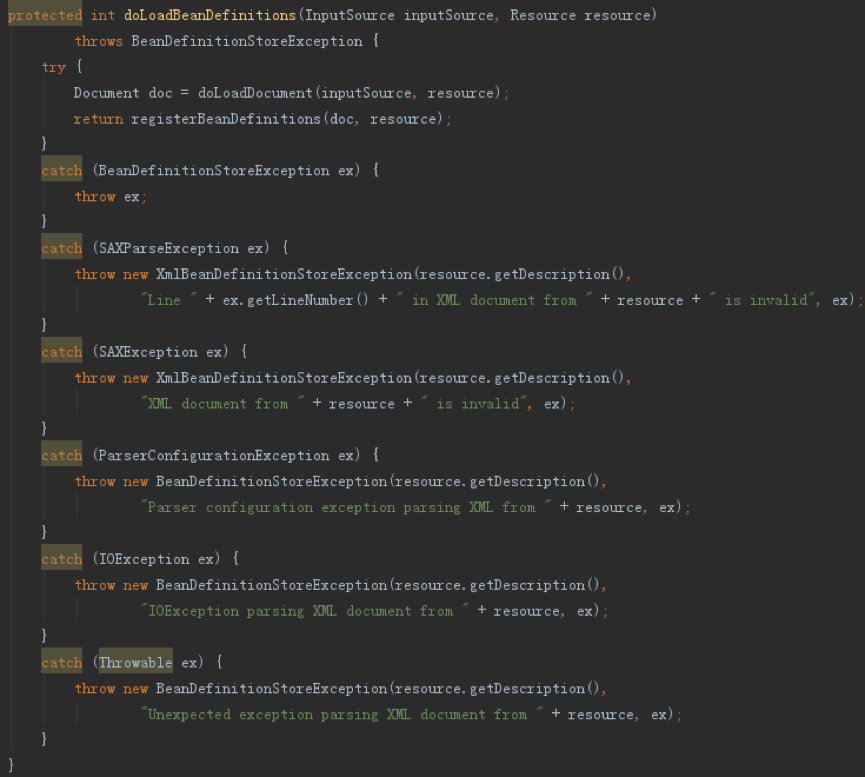 protected int doLoadBeanDefinitions(InputSource inputSource, Resource resource)
        throws BeanDefinitionStoreException {
    try {
        Document doc = doLoadDocument(inputSource, resource);
        return registerBeanDefinitions(doc, resource);
    }
    catch (BeanDefinitionStoreException ex) {
        throw ex;
    }
    catch (SAXParseException ex) {
        throw new XmlBeanDefinitionStoreException(resource.getDescription(),
                "Line " + ex.getLineNumber() + " in XML document from " + resource + " is invalid", ex);
    }
    catch (SAXException ex) {
        throw new XmlBeanDefinitionStoreException(resource.getDescription(),
                "XML document from " + resource + " is invalid", ex);
    }
    catch (ParserConfigurationException ex) {
        throw new BeanDefinitionStoreException(resource.getDescription(),
                "Parser configuration exception parsing XML from " + resource, ex);
    }
    catch (IOException ex) {
        throw new BeanDefinitionStoreException(resource.getDescription(),
                "IOException parsing XML document from " + resource, ex);
    }
    catch (Throwable ex) {
        throw new BeanDefinitionStoreException(resource.getDescription(),
                "Unexpected exception parsing XML document from " + resource, ex);
    }
}